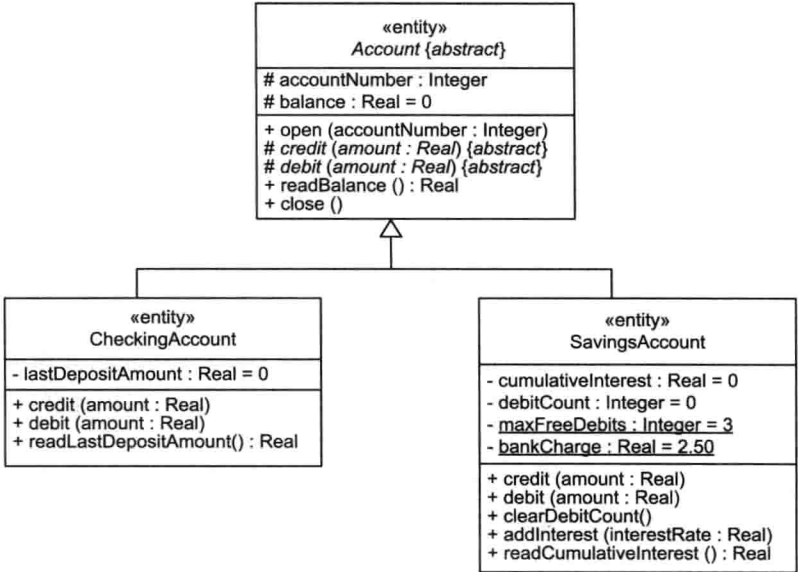 «entity»
Account {abstract}
# accountNumber : Integer
# balance : Real = 0
+ open (accountNumber : Integer)
# credit (amount : Real) {abstract}
# debit (amount : Real) {abstract}
+ readBalance () : Real
+ close ()
«entity»
CheckingAccount
- lastDepositAmount : Real = 0
+ credit (amount : Real)
+ debit (amount : Real)
+ readLastDepositAmount() : Real
«entity»
SavingsAccount
- cumulativeInterest : Real = 0
- debitCount : Integer = 0
- maxFreeDebits : Integer = 3
- bankCharge : Real = 2.50
+ credit (amount : Real)
+ debit (amount : Real)
+ clearDebitCount()
+ addInterest (interestRate : Real)
+ readCumulativeInterest () : Real